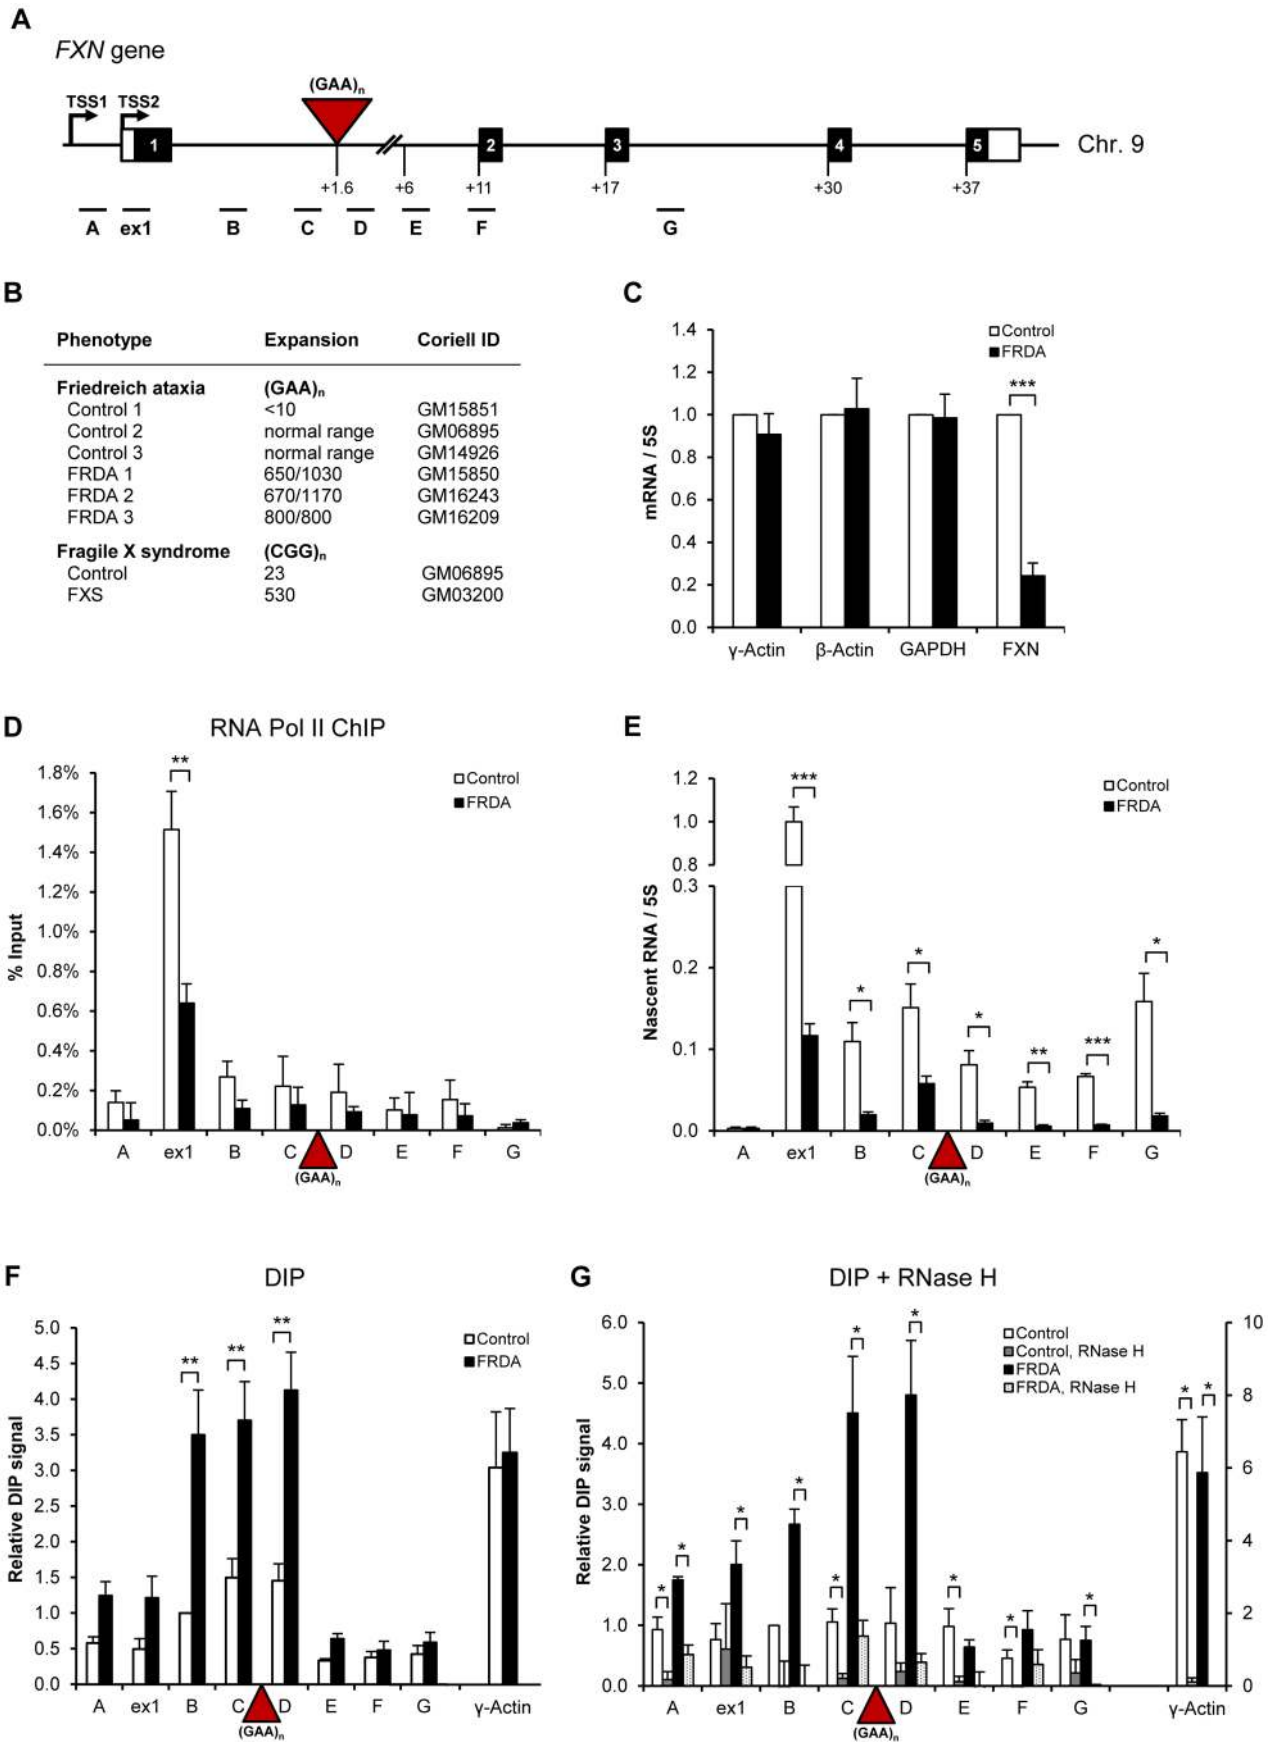 A
FXN gene
(GAA)n
TSS1 TSS2
1 2 3 4 5 Chr. 9
+1.6 +6 +11 +17 +30 +37
A ex1 B C D E F G
B
Phenotype Expansion Coriell ID
Friedreich ataxia (GAA)n
Control 1 <10 GM15851
Control 2 normal range GM06895
Control 3 normal range GM14926
FRDA 1 650/1030 GM15850
FRDA 2 670/1170 GM16243
FRDA 3 800/800 GM16209
Fragile X syndrome (CGG)n
Control 23 GM06895
FXS 530 GM03200
C
mRNA / 5S
1.4
1.2
1.0
0.8
0.6
0.4
0.2
0.0
Control
FRDA
***
γ-Actin β-Actin GAPDH FXN
D
RNA Pol II ChIP
% Input
1.8%
1.6%
1.4%
1.2%
1.0%
0.8%
0.6%
0.4%
0.2%
0.0%
**
Control
FRDA
A ex1 B C D E F G
(GAA)n
E
Nascent RNA / 5S
1.2
1.0
0.8
0.3
0.2
0.1
0.0
*** * * * ** *** *
Control
FRDA
A ex1 B C D E F G
(GAA)n
F
DIP
Relative DIP signal
5.0
4.5
4.0
3.5
3.0
2.5
2.0
1.5
1.0
0.5
0.0
** ** **
Control
FRDA
A ex1 B C D E F G γ-Actin
(GAA)n
G
DIP + RNase H
Relative DIP signal
6.0
5.0
4.0
3.0
2.0
1.0
0.0
* * * * * * * * * * * *
Control
Control, RNase H
FRDA
FRDA, RNase H
10
8
6
4
2
0
A ex1 B C D E F G γ-Actin
(GAA)n